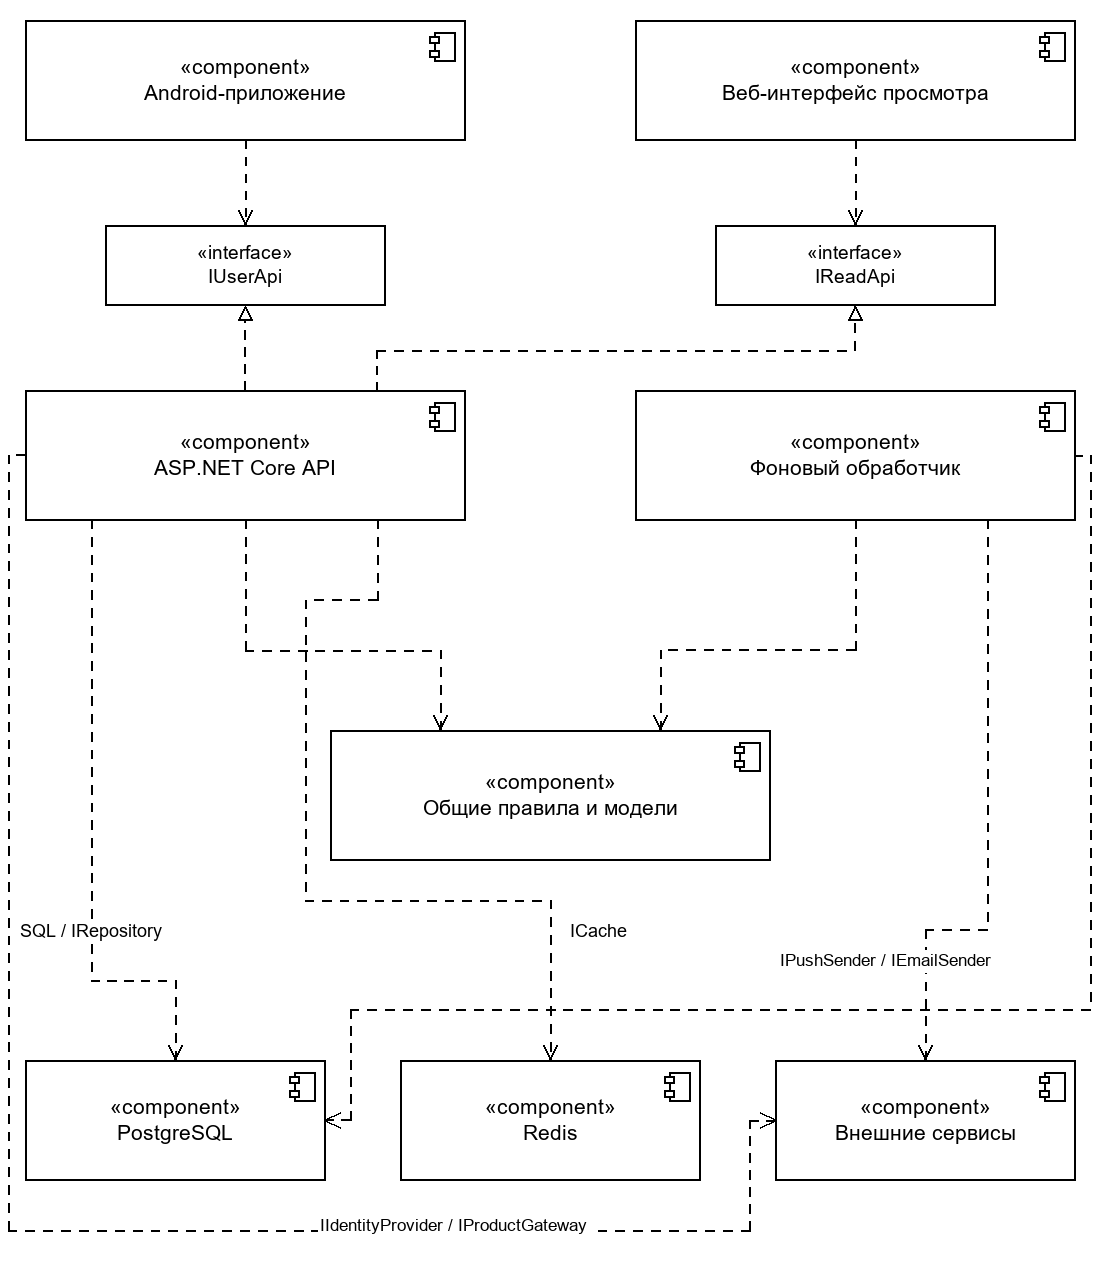 «component»
Android-приложение
«component»
Веб-интерфейс просмотра
«interface»
IUserApi
«interface»
IReadApi
«component»
ASP.NET Core API
«component»
Фоновый обработчик
«component»
Общие правила и модели
SQL / IRepository
ICache
IPushSender / IEmailSender
«component»
PostgreSQL
«component»
Redis
«component»
Внешние сервисы
IIdentityProvider / IProductGateway